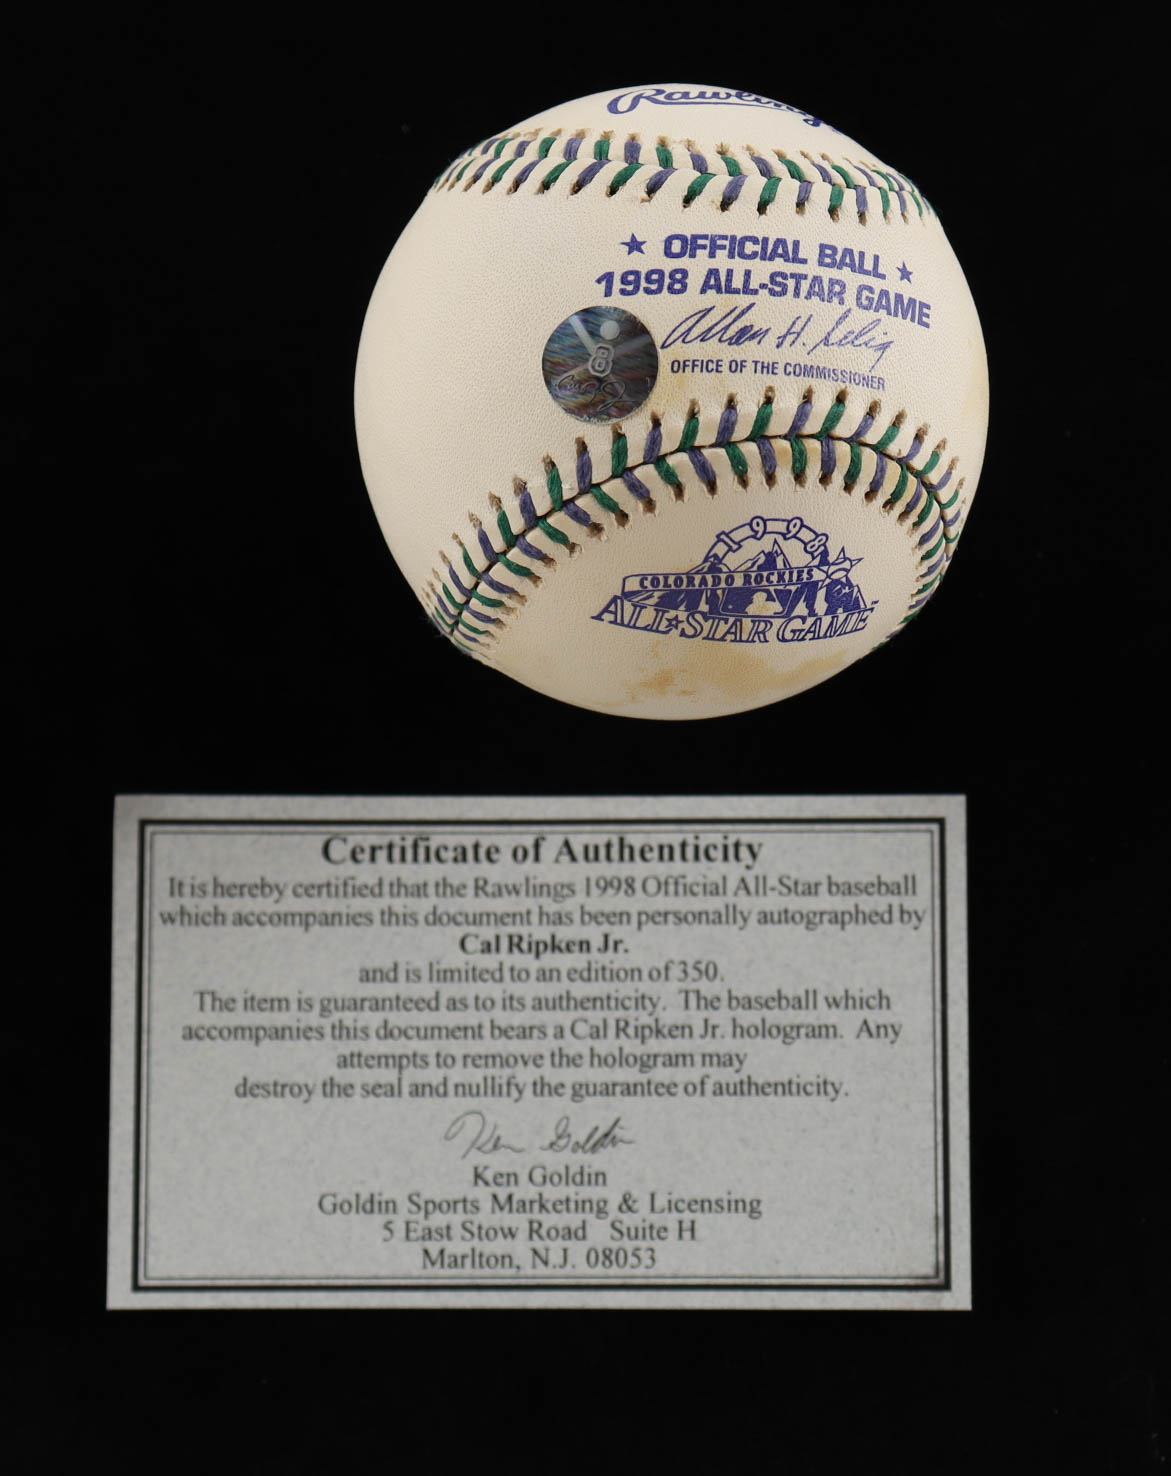 Rawlings
★ OFFICIAL BALL ★
1998 ALL-STAR GAME
Allan H. Selig
OFFICE OF THE COMMISSIONER
8
1998
COLORADO ROCKIES
ALL★STAR GAME™
Certificate of Authenticity
It is hereby certified that the Rawlings 1998 Official All-Star baseball
which accompanies this document has been personally autographed by
Cal Ripken Jr.
and is limited to an edition of 350.
The item is guaranteed as to its authenticity. The baseball which
accompanies this document bears a Cal Ripken Jr. hologram. Any
attempts to remove the hologram may
destroy the seal and nullify the guarantee of authenticity.
Ken Goldin
Ken Goldin
Goldin Sports Marketing & Licensing
5 East Stow Road Suite H
Marlton, N.J. 08053